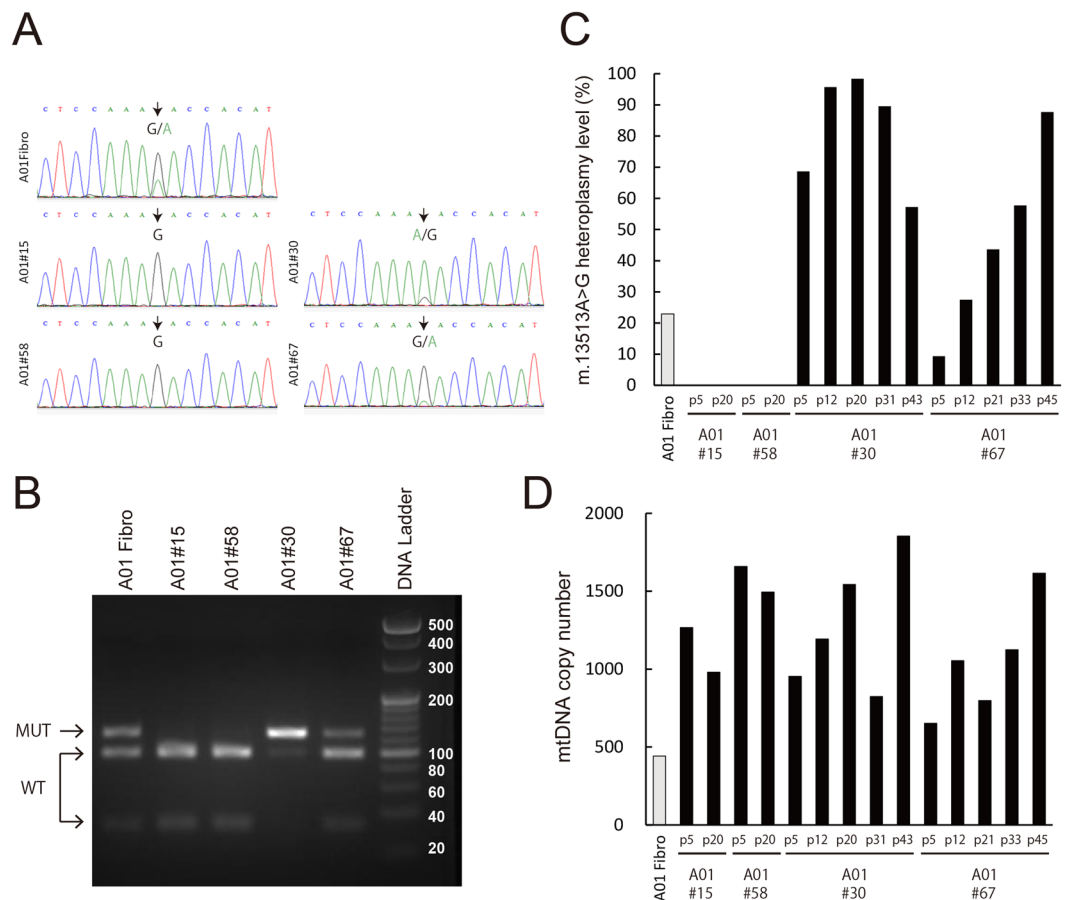 A
C T C C A A A A C C A C A T
G/A
A01Fibro
C T C C A A A A C C A C A T
G
A01#15
C T C C A A A A C C A C A T
A/G
A01#30
C T C C A A A A C C A C A T
G
A01#58
C T C C A A A A C C A C A T
G/A
A01#67
B
A01 Fibro
A01#15
A01#58
A01#30
A01#67
DNA Ladder
MUT
WT
500
400
300
200
100
80
60
40
20
C
m.13513A>G heteroplasmy level (%)
100
90
80
70
60
50
40
30
20
10
0
A01 Fibro
p5 p20 p5 p20 p5 p12 p20 p31 p43 p5 p12 p21 p33 p45
A01 A01 A01 A01
#15 #58 #30 #67
D
mtDNA copy number
2000
1500
1000
500
0
A01 Fibro
p5 p20 p5 p20 p5 p12 p20 p31 p43 p5 p12 p21 p33 p45
A01 A01 A01 A01
#15 #58 #30 #67